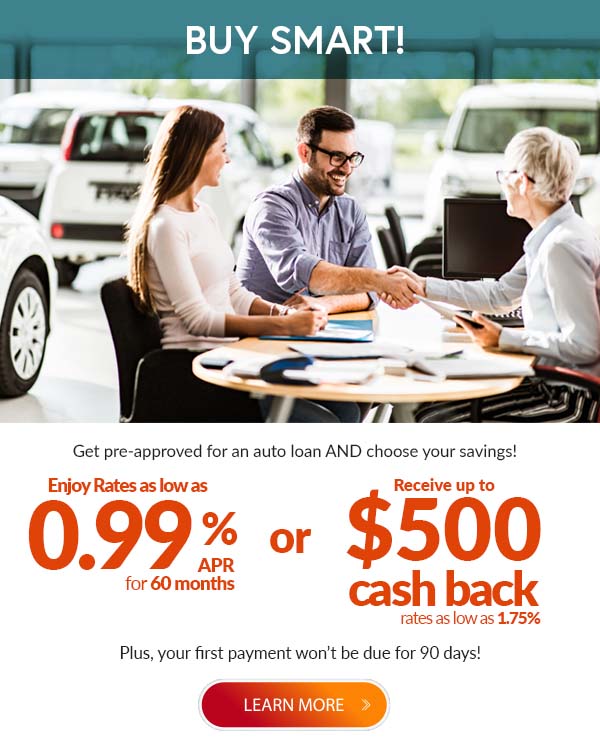 BUY SMART!
Get pre-approved for an auto loan AND choose your savings!
Enjoy Rates as low as
0.99%
APR
for 60 months
or
Receive up to
$500
cash back
rates as low as 1.75%
Plus, your first payment won't be due for 90 days!
LEARN MORE »